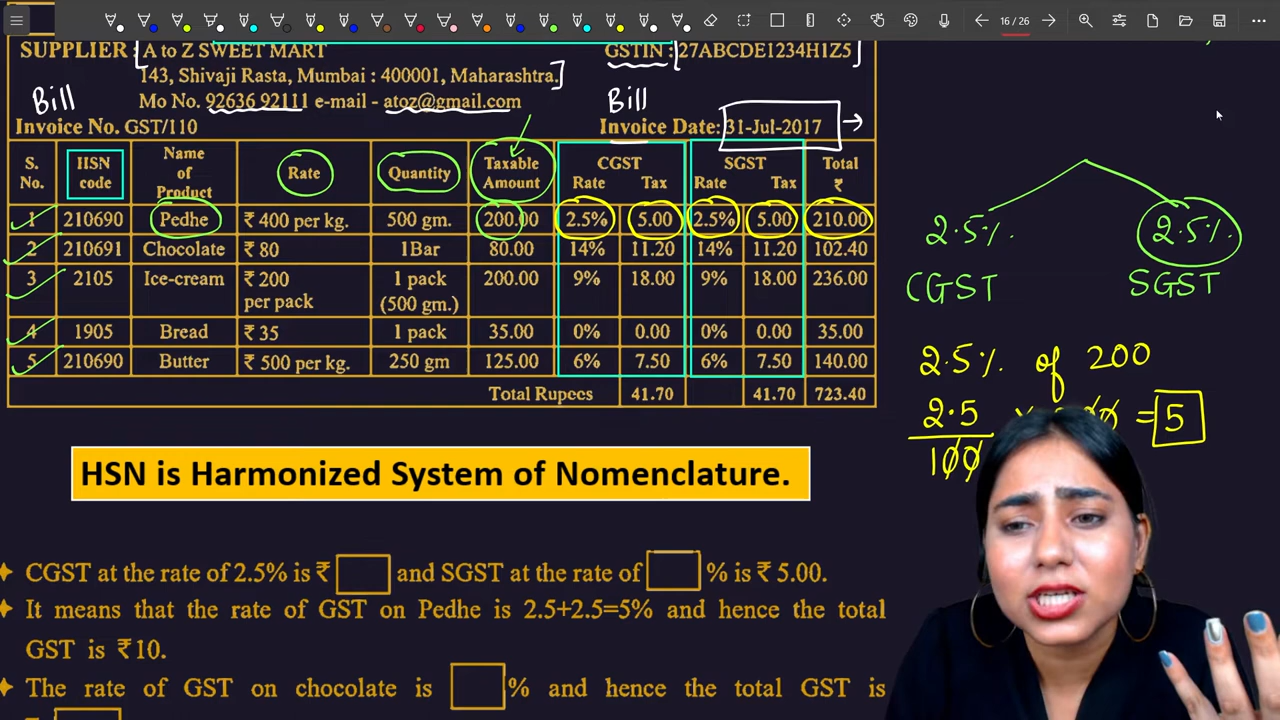 16 / 26
SUPPLIER : A to Z SWEET MART GSTIN : 27ABCDE1234H1Z5
143, Shivaji Rasta, Mumbai : 400001, Maharashtra.
Bill Mo No. 92636 92111 e-mail - atoz@gmail.com Bill
Invoice No. GST/110 Invoice Date: 31-Jul-2017
S. No. HSN code Name of Product Rate Quantity Taxable Amount CGST Rate Tax SGST Rate Tax Total ₹
1 210690 Pedhe ₹ 400 per kg. 500 gm. 200.00 2.5% 5.00 2.5% 5.00 210.00
2 210691 Chocolate ₹ 80 1Bar 80.00 14% 11.20 14% 11.20 102.40
3 2105 Ice-cream ₹ 200 per pack 1 pack (500 gm.) 200.00 9% 18.00 9% 18.00 236.00
4 1905 Bread ₹ 35 1 pack 35.00 0% 0.00 0% 0.00 35.00
5 210690 Butter ₹ 500 per kg. 250 gm 125.00 6% 7.50 6% 7.50 140.00
Total Rupees 41.70 41.70 723.40
2.5% 2.5%
CGST SGST
2.5% of 200
2.5 = 5
100
HSN is Harmonized System of Nomenclature.
CGST at the rate of 2.5% is ₹ and SGST at the rate of % is ₹ 5.00.
It means that the rate of GST on Pedhe is 2.5+2.5=5% and hence the total
GST is ₹ 10.
The rate of GST on chocolate is % and hence the total GST is